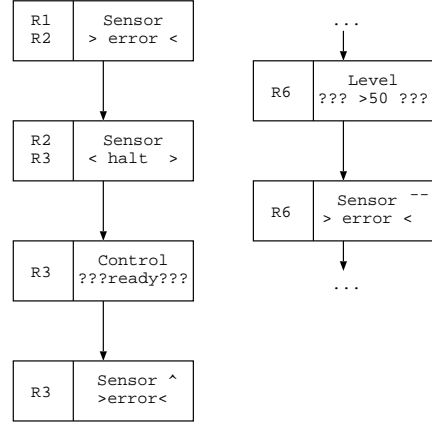 R1
R2
Sensor
> error <
R2
R3
Sensor
< halt >
R3
Control
???ready???
R3
Sensor ^
>error<
...
R6
Level
??? >50 ???
R6
Sensor --
> error <
...